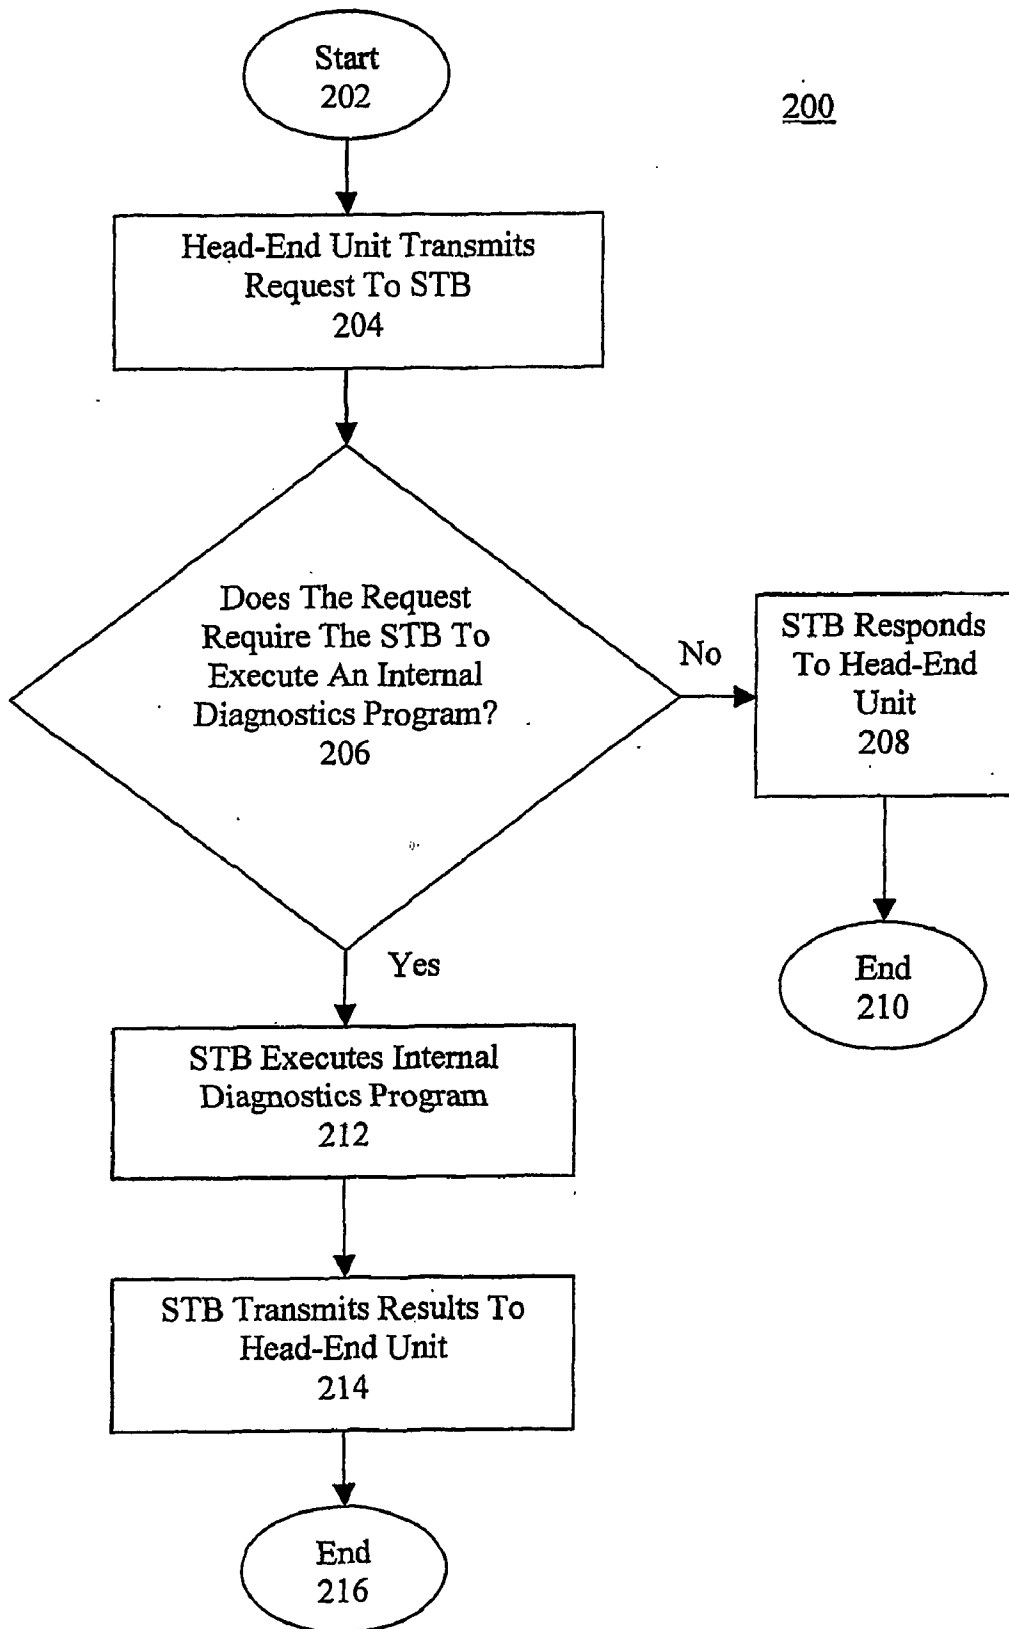 Start
202
200
Head-End Unit Transmits
Request To STB
204
Does The Request
Require The STB To
Execute An Internal
Diagnostics Program?
206
No
STB Responds
To Head-End
Unit
208
End
210
Yes
STB Executes Internal
Diagnostics Program
212
STB Transmits Results To
Head-End Unit
214
End
216